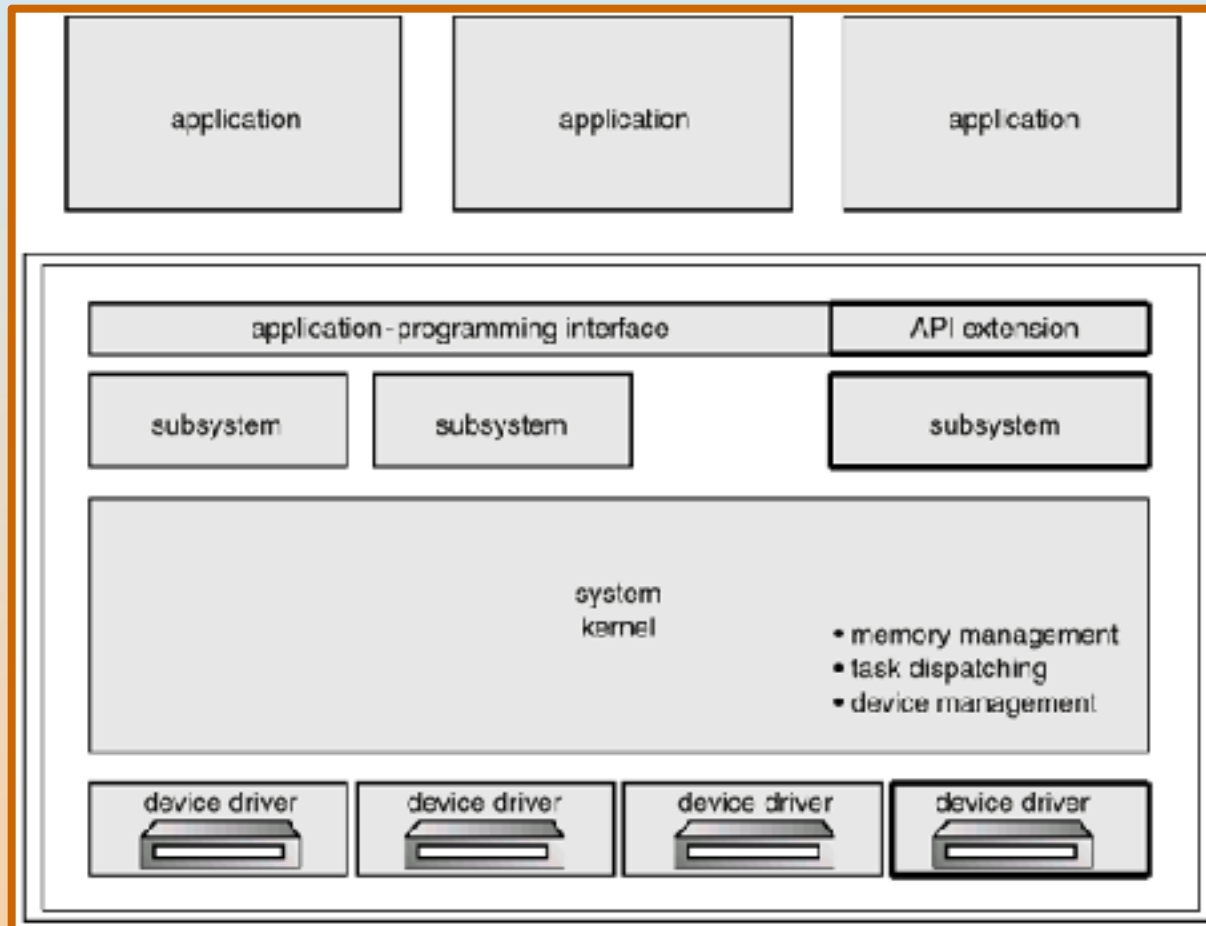 application
application
application
application-programming interface
API extension
subsystem
subsystem
subsystem
system
kernel
• memory management
• task dispatching
• device management
device driver
device driver
device driver
device driver